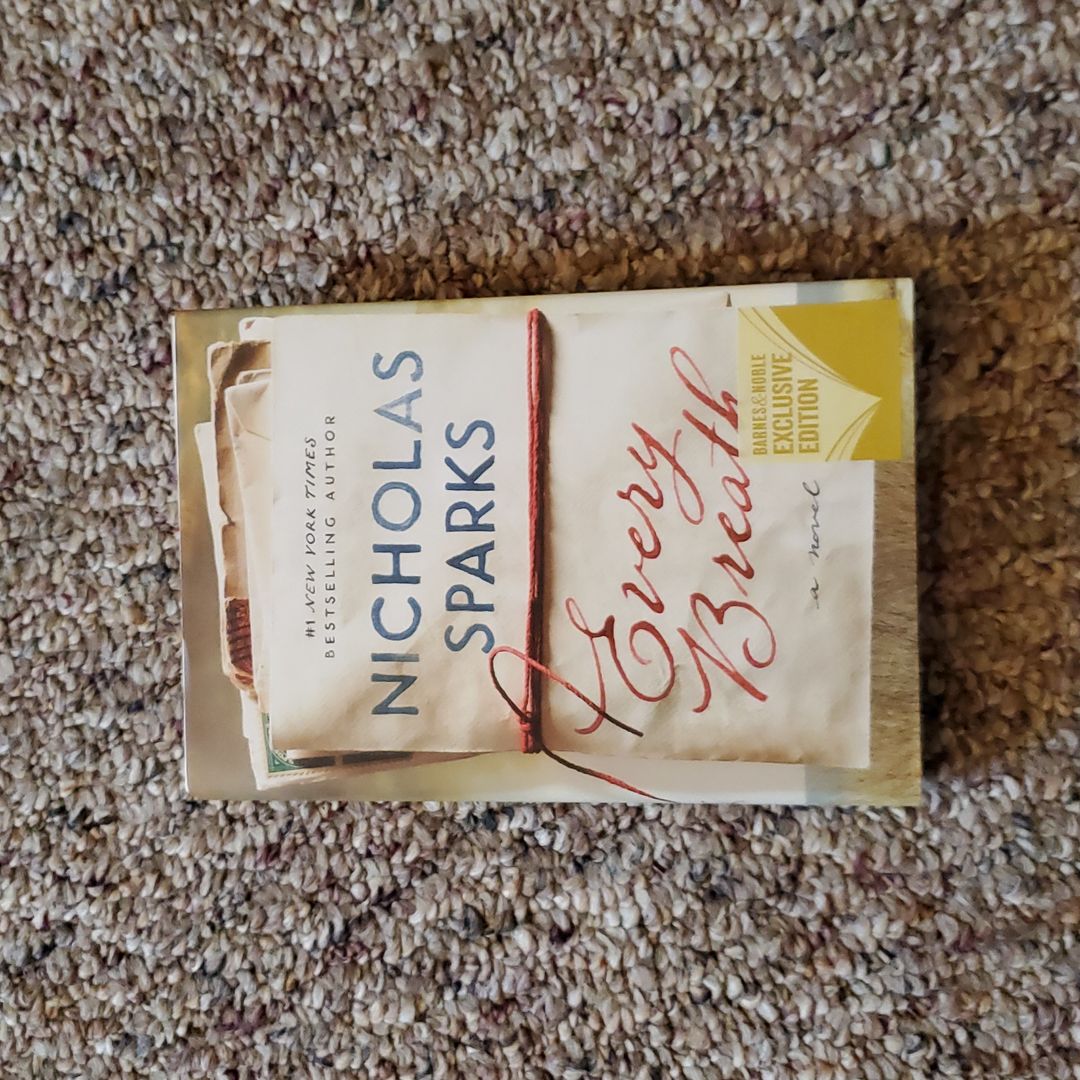 #1 NEW YORK TIMES
BESTSELLING AUTHOR
NICHOLAS
SPARKS
Every
Breath
a novel
BARNES&NOBLE
EXCLUSIVE
EDITION